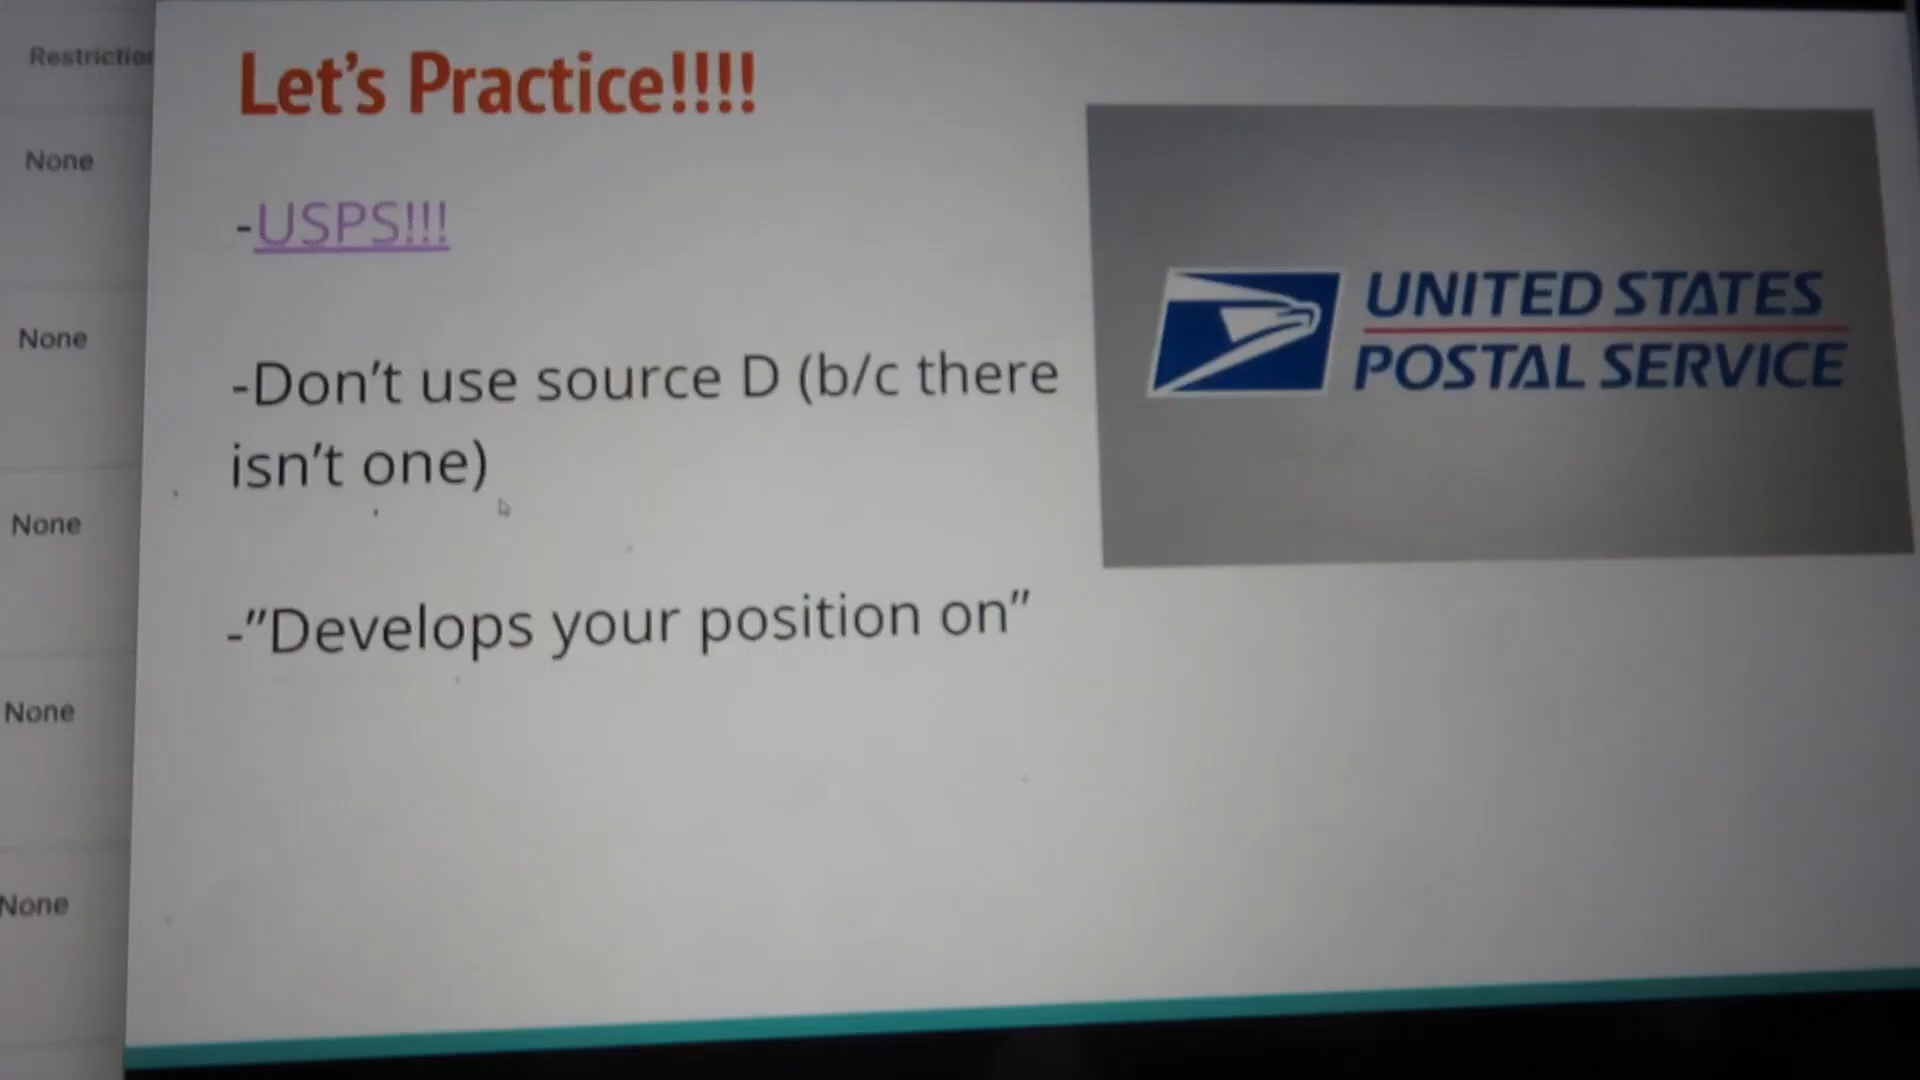 Restriction
None
None
None
None
None
Let's Practice!!!!
-USPS!!!
-Don't use source D (b/c there
isn't one)
-"Develops your position on"
UNITED STATES
POSTAL SERVICE